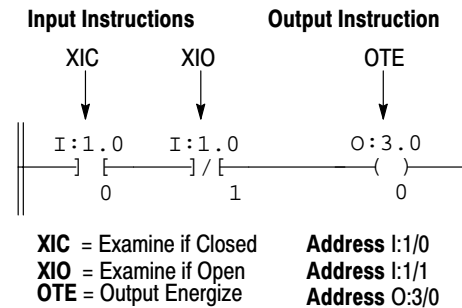 Input Instructions Output Instruction
XIC XIO OTE
I:1.0 I:1.0 O:3.0
] [ ]/[ ( )
0 1 0
XIC = Examine if Closed Address I:1/0
XIO = Examine if Open Address I:1/1
OTE = Output Energize Address O:3/0